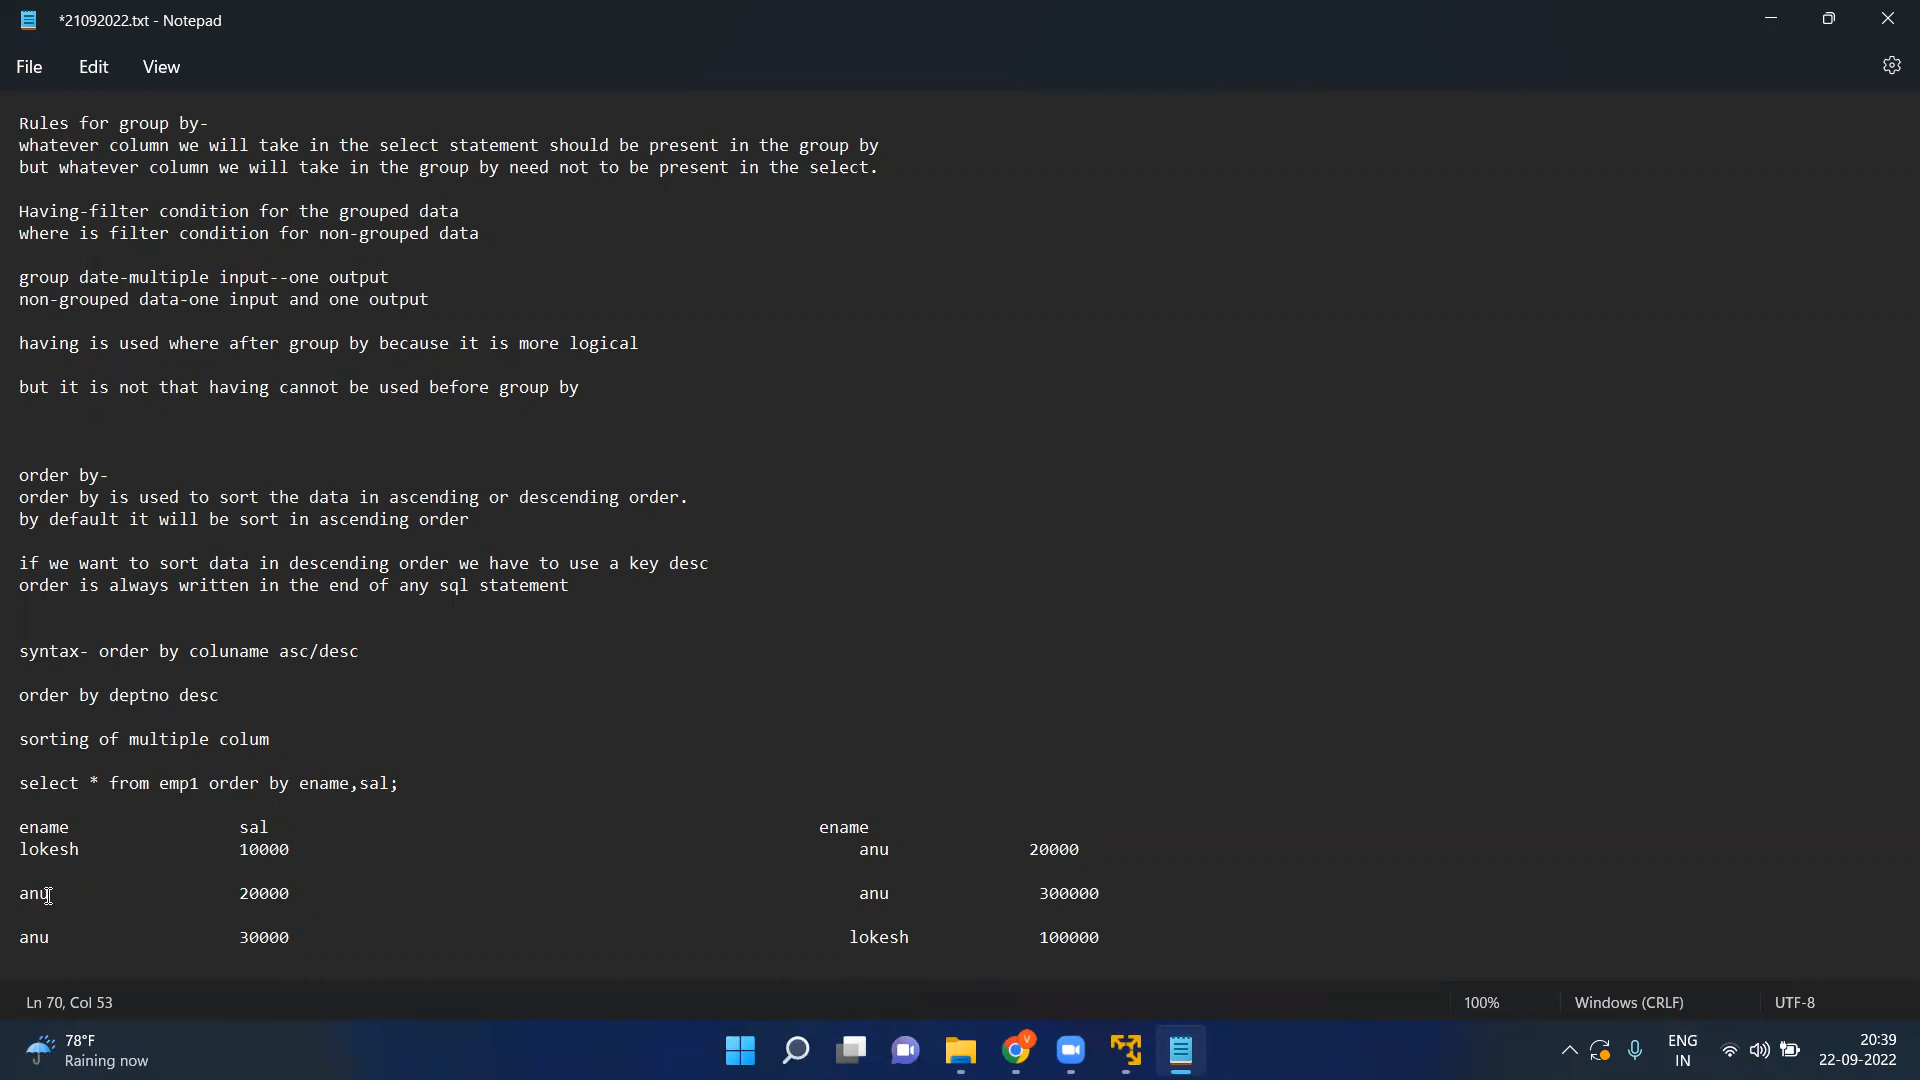 *21092022.txt - Notepad
File Edit View
Rules for group by-
whatever column we will take in the select statement should be present in the group by
but whatever column we will take in the group by need not to be present in the select.
Having-filter condition for the grouped data
where is filter condition for non-grouped data
group date-multiple input--one output
non-grouped data-one input and one output
having is used where after group by because it is more logical
but it is not that having cannot be used before group by
order by-
order by is used to sort the data in ascending or descending order.
by default it will be sort in ascending order
if we want to sort data in descending order we have to use a key desc
order is always written in the end of any sql statement
syntax- order by coluname asc/desc
order by deptno desc
sorting of multiple colum
select * from emp1 order by ename,sal;
ename sal ename
lokesh 10000 anu 20000
anu 20000 anu 300000
anu 30000 lokesh 100000
Ln 70, Col 53 100% Windows (CRLF) UTF-8
78°F
Raining now
V
ENG
IN
20:39
22-09-2022